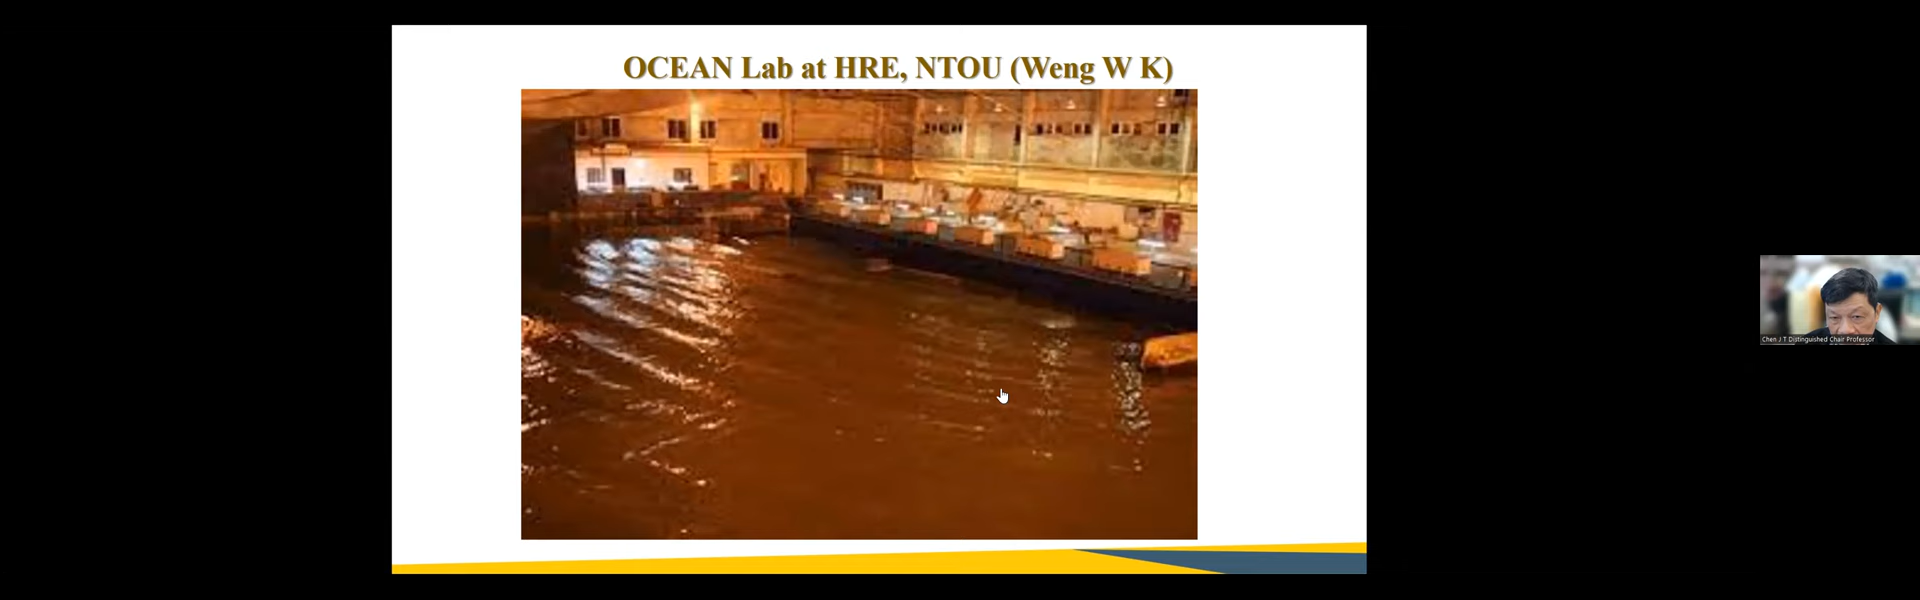 OCEAN Lab at HRE, NTOU (Weng W K)
Chen J T Distinguished Chair Professor